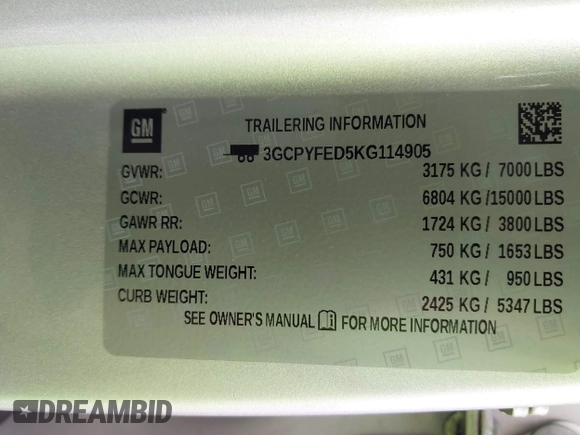 GM
TRAILERING INFORMATION
3GCPYFED5KG114905
GVWR: 3175 KG / 7000 LBS
GCWR: 6804 KG /15000 LBS
GAWR RR: 1724 KG / 3800 LBS
MAX PAYLOAD: 750 KG / 1653 LBS
MAX TONGUE WEIGHT: 431 KG / 950 LBS
CURB WEIGHT: 2425 KG / 5347 LBS
SEE OWNER'S MANUAL FOR MORE INFORMATION
DREAMBID